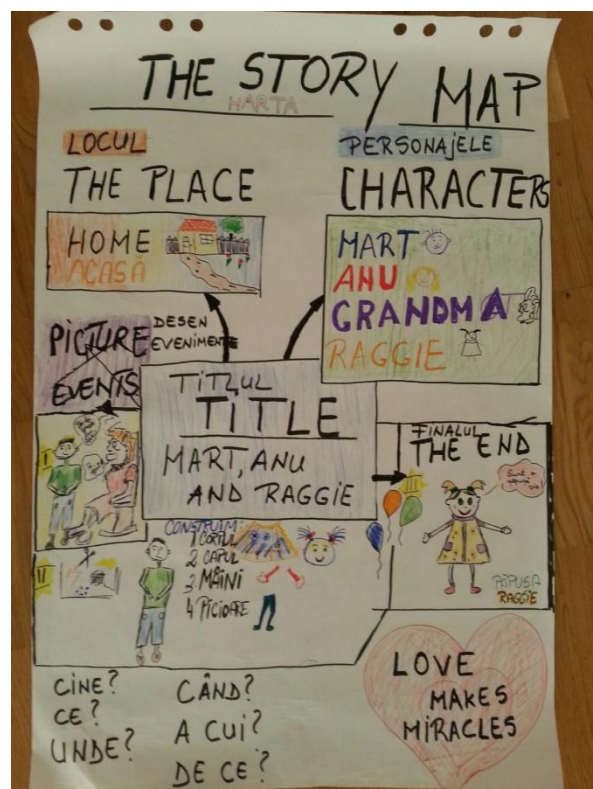 THE STORY MAP
HARTA
LOCUL
THE PLACE
HOME
ACASĂ
PERSONAJELE
CHARACTERS
MART
ANU
GRANDMA
RAGGIE
PICTURE
EVENTS
DESEN
EVENIMENTE
TITLUL
TITLE
MART, ANU
AND RAGGIE
I
II
CONSTRUIM:
1 CORPUL
2 CAPUL
3 MÂINI
4 PICIOARE
FINALUL
THE END
III
PĂPUȘA
RAGGIE
CINE?
CE?
UNDE?
CÂND?
A CUI?
DE CE?
LOVE
MAKES
MIRACLES